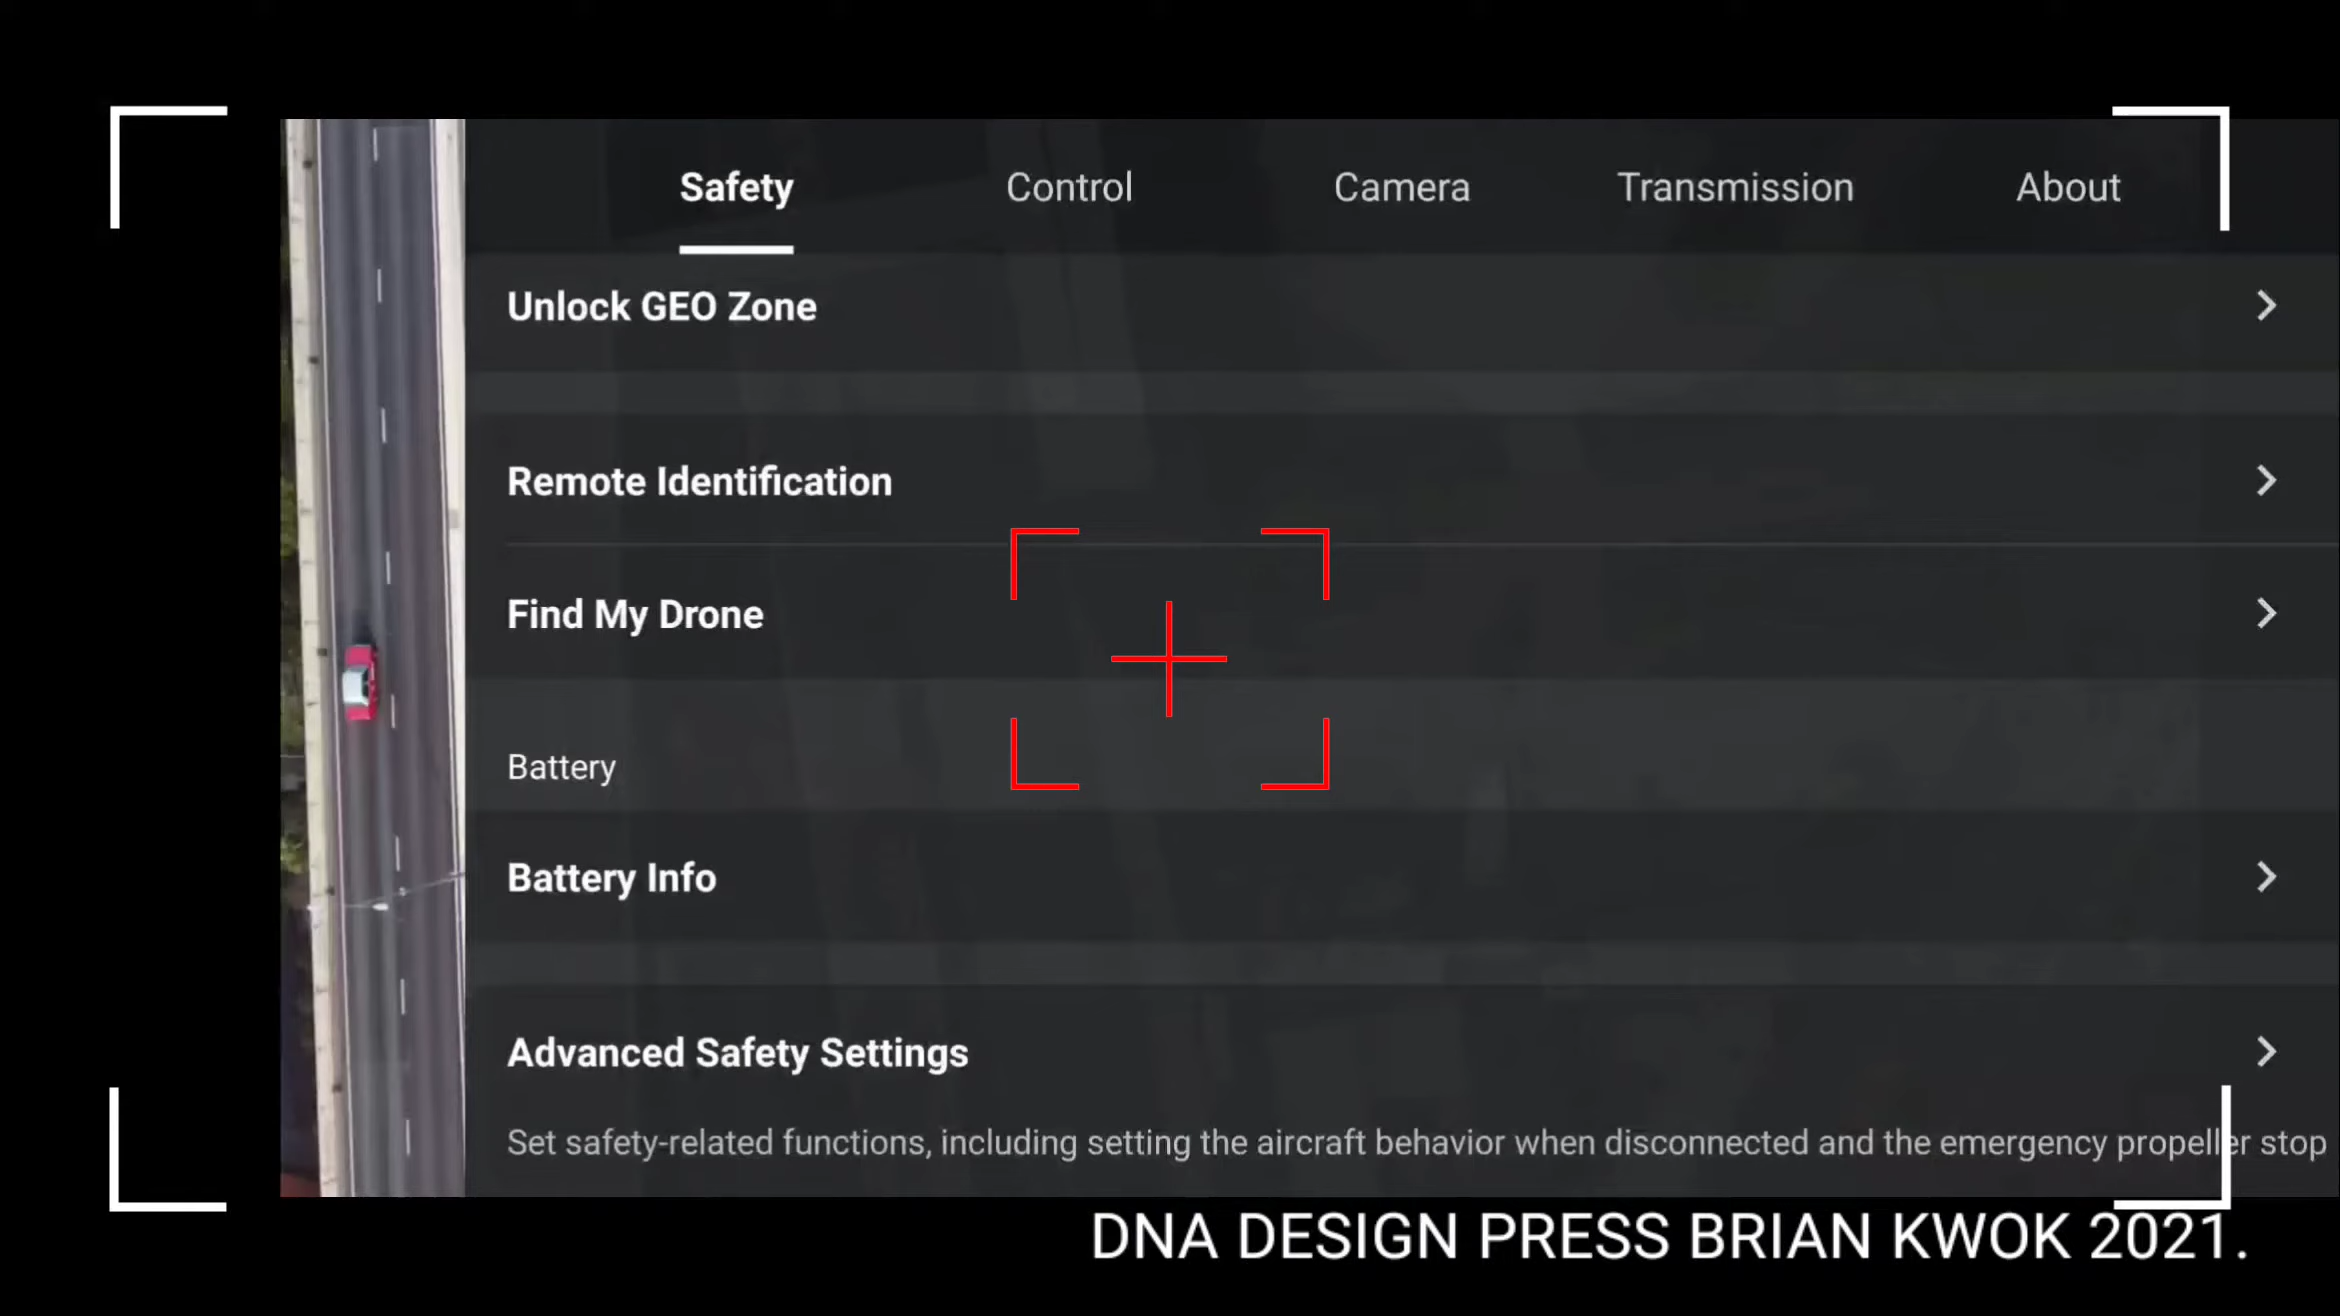 Safety Control Camera Transmission About
Unlock GEO Zone
Remote Identification
Find My Drone
Battery
Battery Info
Advanced Safety Settings
Set safety-related functions, including setting the aircraft behavior when disconnected and the emergency propeller stop
DNA DESIGN PRESS BRIAN KWOK 2021.